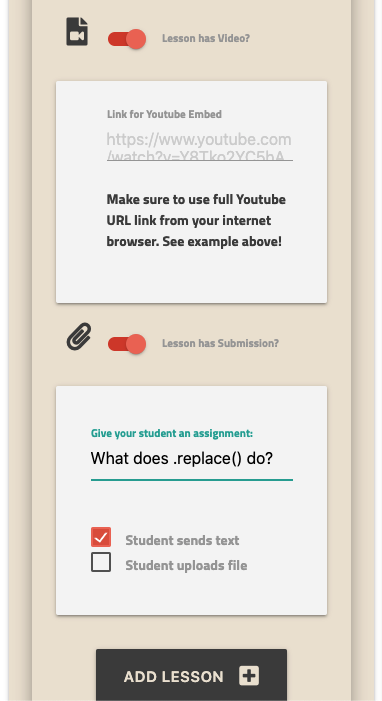 Lesson has Video?
Link for Youtube Embed
https://www.youtube.com
/watch?v=Y8Tko2YC5hA
Make sure to use full Youtube
URL link from your internet
browser. See example above!
Lesson has Submission?
Give your student an assignment:
What does .replace() do?
Student sends text
Student uploads file
ADD LESSON